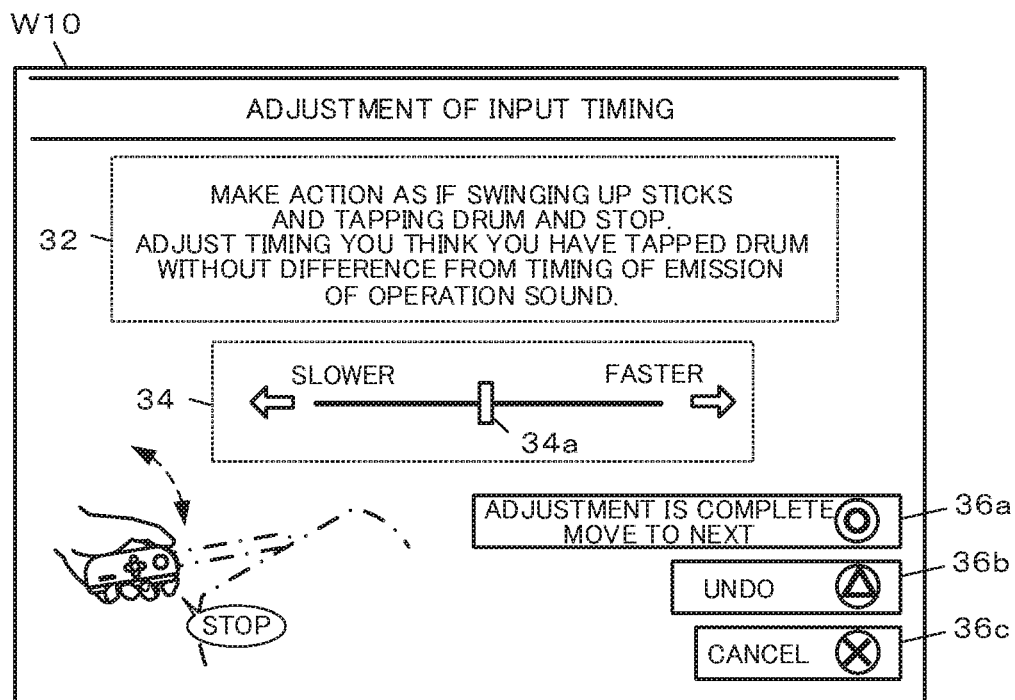 W10
ADJUSTMENT OF INPUT TIMING
MAKE ACTION AS IF SWINGING UP STICKS
AND TAPPING DRUM AND STOP.
ADJUST TIMING YOU THINK YOU HAVE TAPPED DRUM
WITHOUT DIFFERENCE FROM TIMING OF EMISSION
OF OPERATION SOUND.
32
SLOWER FASTER
34
34a
ADJUSTMENT IS COMPLETE
MOVE TO NEXT
36a
UNDO
36b
CANCEL
36c
STOP